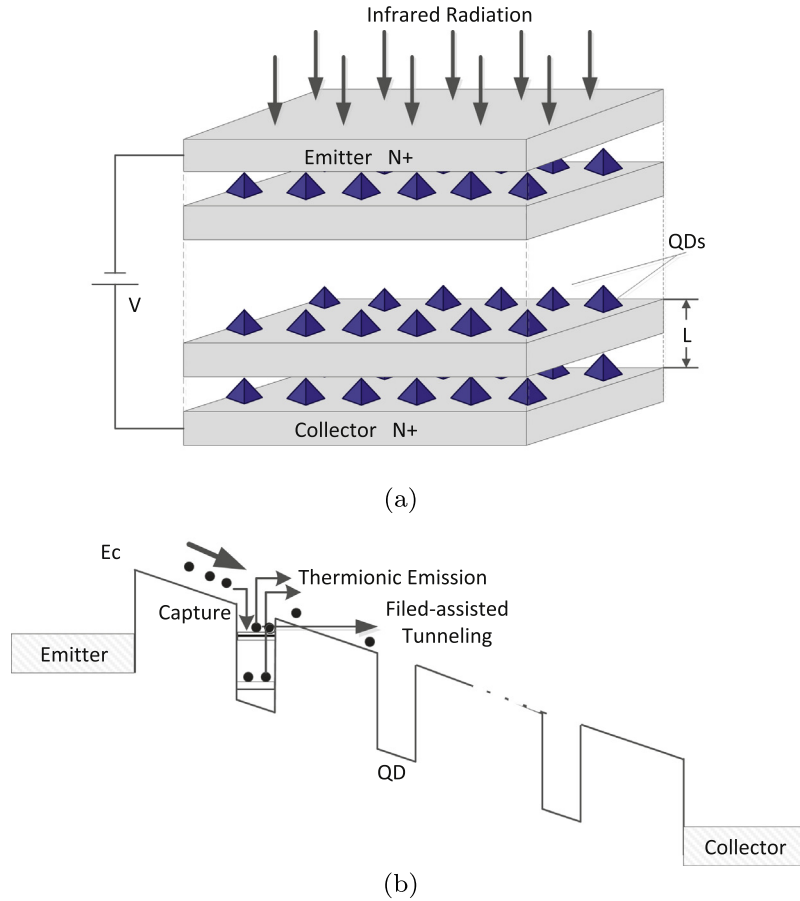 Infrared Radiation
Emitter N+
QDs
V
L
Collector N+
(a)
Ec
Thermionic Emission
Capture
Filed-assisted
Tunneling
Emitter
QD
Collector
(b)